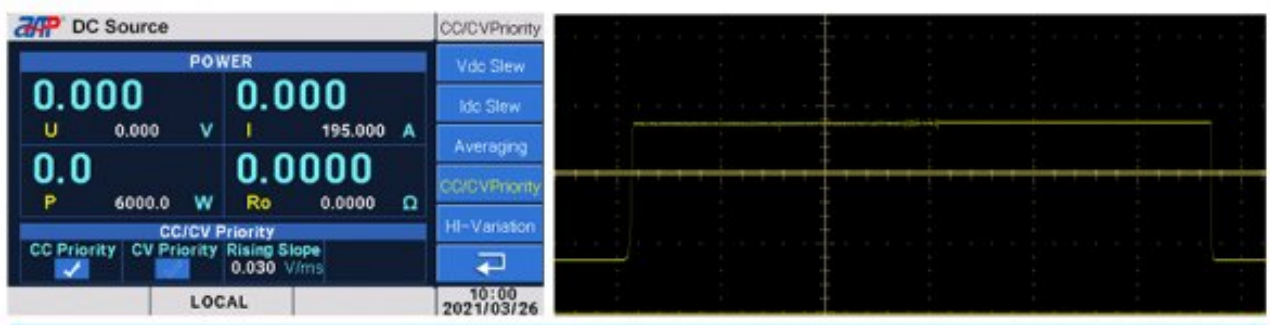 DC Source
CC/CVPriority
POWER
0.000
0.000
U 0.000 V I 195.000 A
0.0
0.0000
P 6000.0 W Ro 0.0000 Ω
CC/CV Priority
CC Priority CV Priority Rising Slope
0.030 V/ms
Vdc Slew
Idc Slew
Averaging
CC/CVPriority
HI-Variation
LOCAL
10:00
2021/03/26